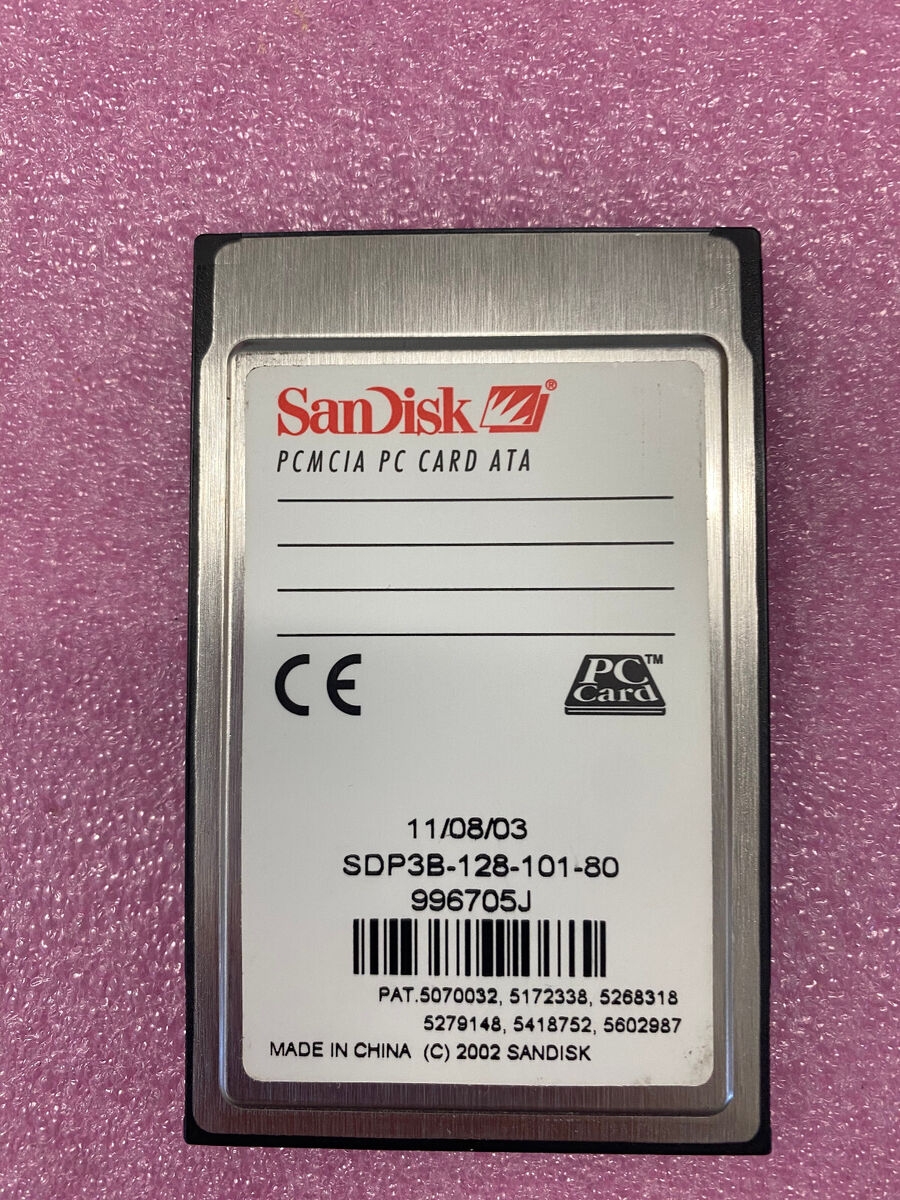 SanDisk ®
PCMCIA PC CARD ATA
CE
PC Card™
11/08/03
SDP3B-128-101-80
996705J
PAT.5070032, 5172338, 5268318
5279148, 5418752, 5602987
MADE IN CHINA (C) 2002 SANDISK